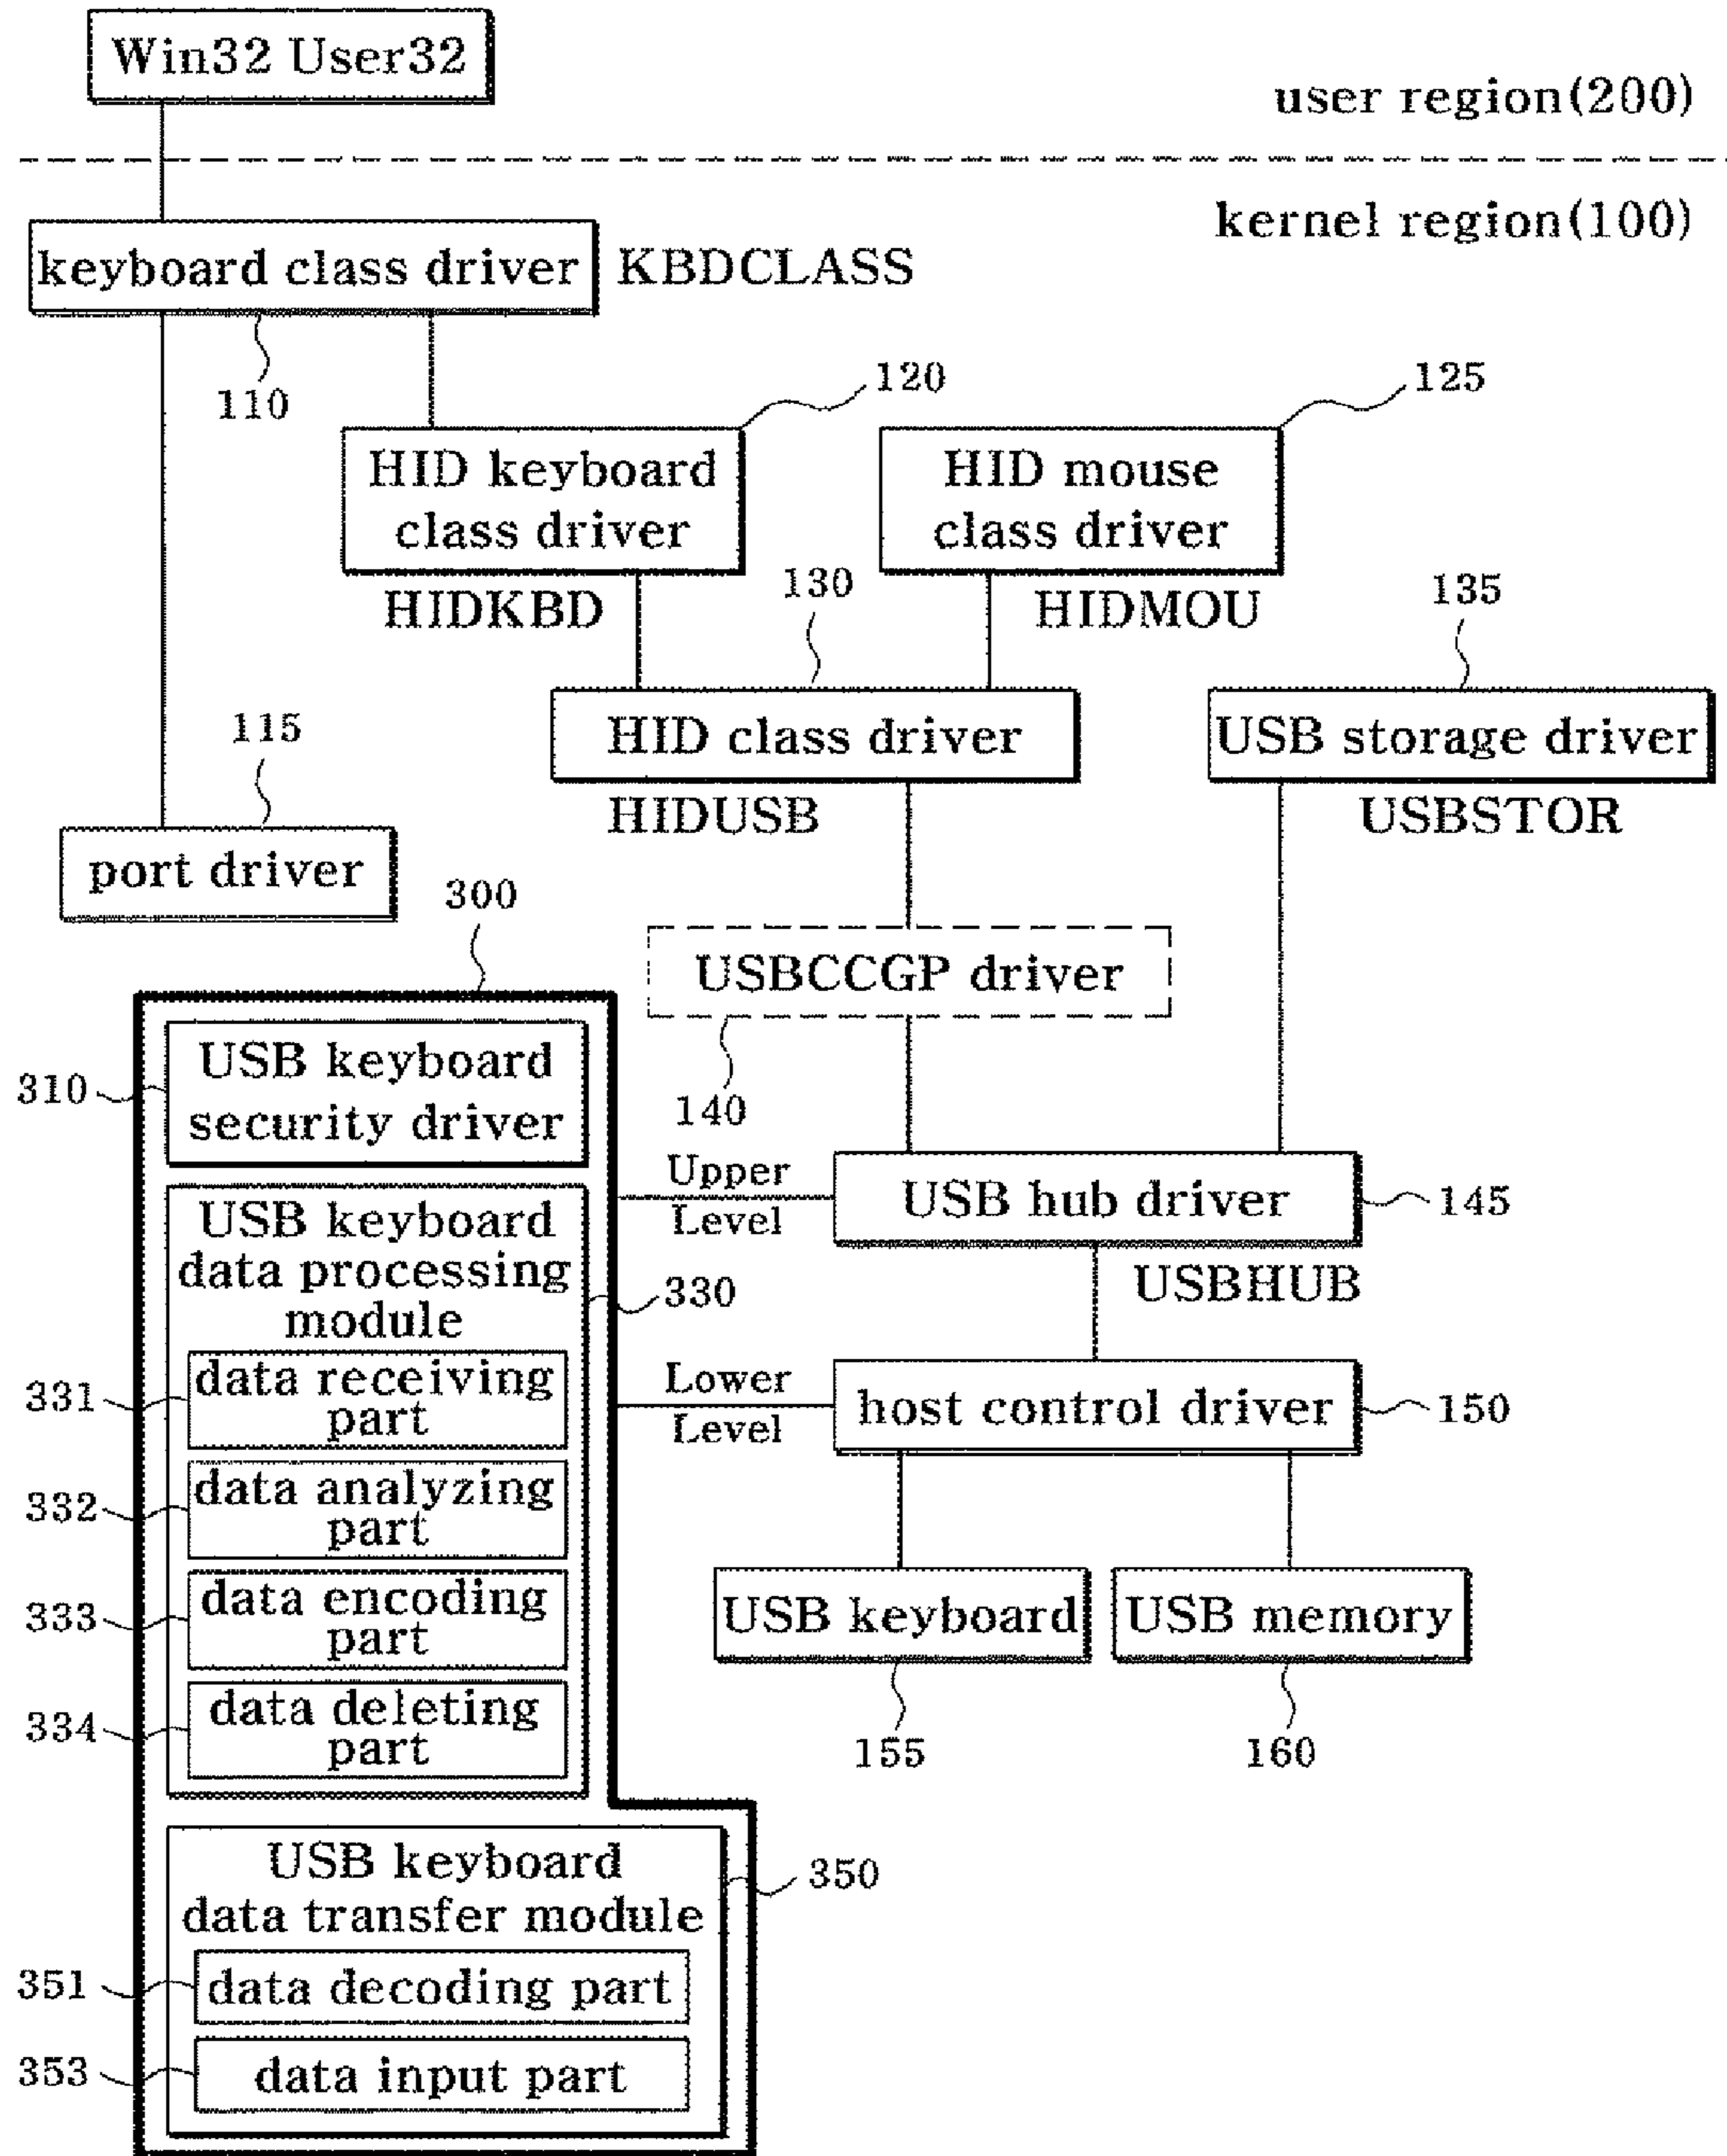 Win32 User32
user region(200)
kernel region(100)
keyboard class driver
KBDCLASS
110
120
125
HID keyboard
class driver
HID mouse
class driver
HIDKBD
130
HIDMOU
135
115
HID class driver
USB storage driver
HIDUSB
USBSTOR
port driver
300
USBCCGP driver
140
310
USB keyboard
security driver
Upper
Level
USB hub driver
145
USBHUB
USB keyboard
data processing
module
330
331
data receiving
part
Lower
Level
host control driver
150
332
data analyzing
part
333
data encoding
part
USB keyboard
USB memory
334
data deleting
part
155
160
USB keyboard
data transfer module
350
351
data decoding part
353
data input part